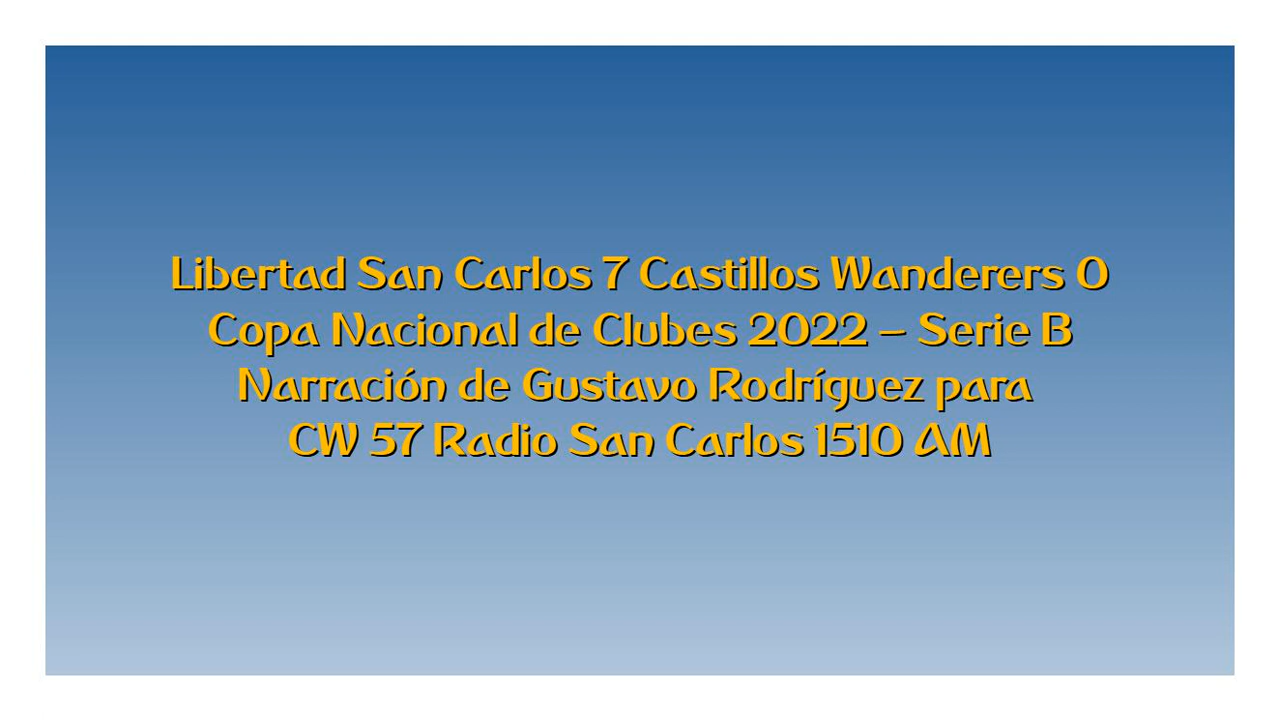 Libertad San Carlos 7 Castillos Wanderers 0
Copa Nacional de Clubes 2022 – Serie B
Narración de Gustavo Rodríguez para
CW 57 Radio San Carlos 1510 AM